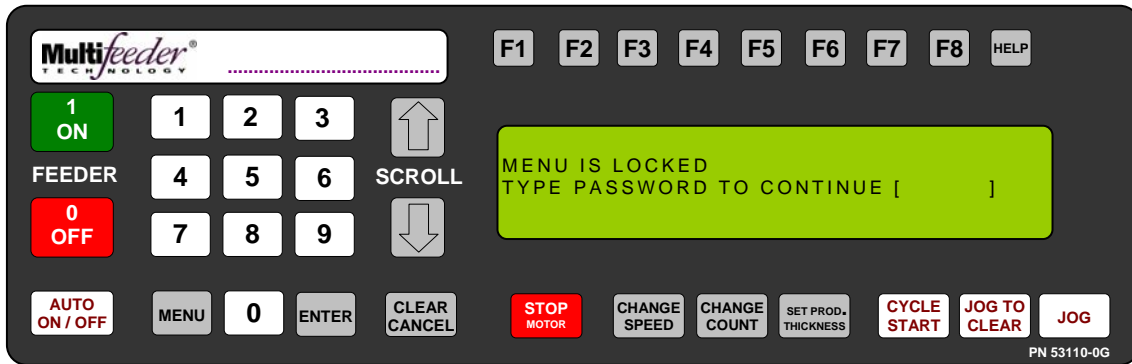 Multifeeder®
TECHNOLOGY
F1 F2 F3 F4 F5 F6 F7 F8 HELP
1
ON
FEEDER
0
OFF
1 2 3
4 5 6
7 8 9
SCROLL
MENU IS LOCKED
TYPE PASSWORD TO CONTINUE [ ]
AUTO
ON / OFF
MENU
0
ENTER
CLEAR
CANCEL
STOP
MOTOR
CHANGE
SPEED
CHANGE
COUNT
SET PROD.
THICKNESS
CYCLE
START
JOG TO
CLEAR
JOG
PN 53110-0G